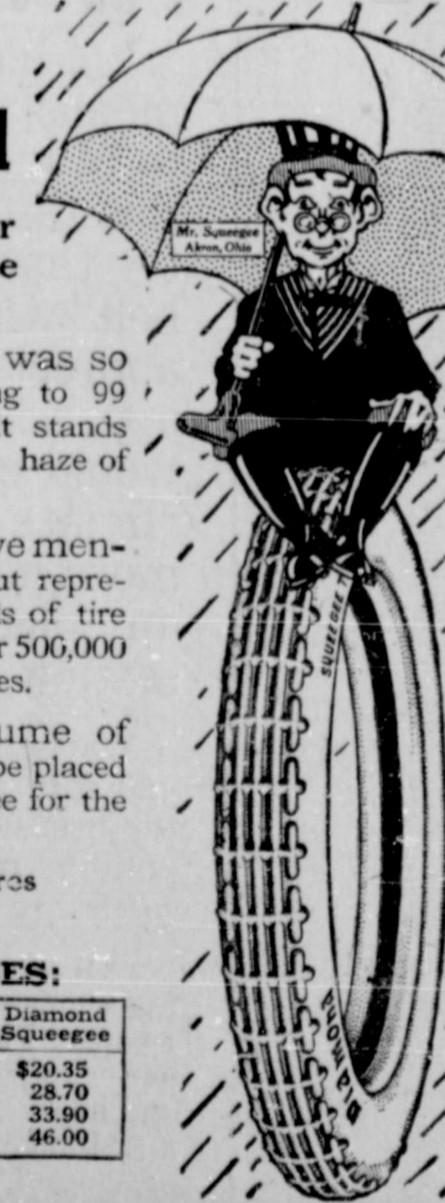 r
e
Mr. Squeegee
Akron, Ohio
was so
g to 99
t stands
haze of
ve men-
ut repre-
s of tire
r 500,000
es.
ume of
be placed
e for the
res
ES:
Diamond
Squeegee
$20.35
28.70
33.90
46.00
SQUEEGEE T
Diamond